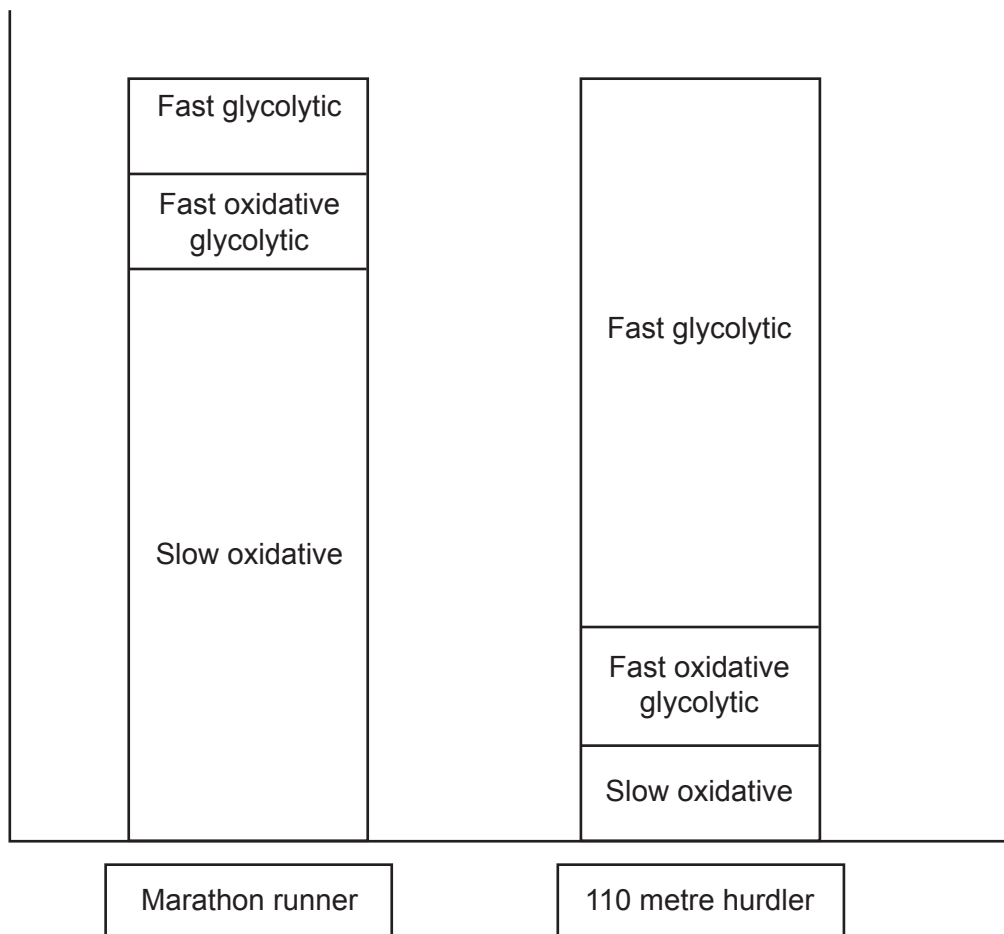 Fast glycolytic
Fast oxidative
glycolytic
Slow oxidative
Fast glycolytic
Fast oxidative
glycolytic
Slow oxidative
Marathon runner
110 metre hurdler